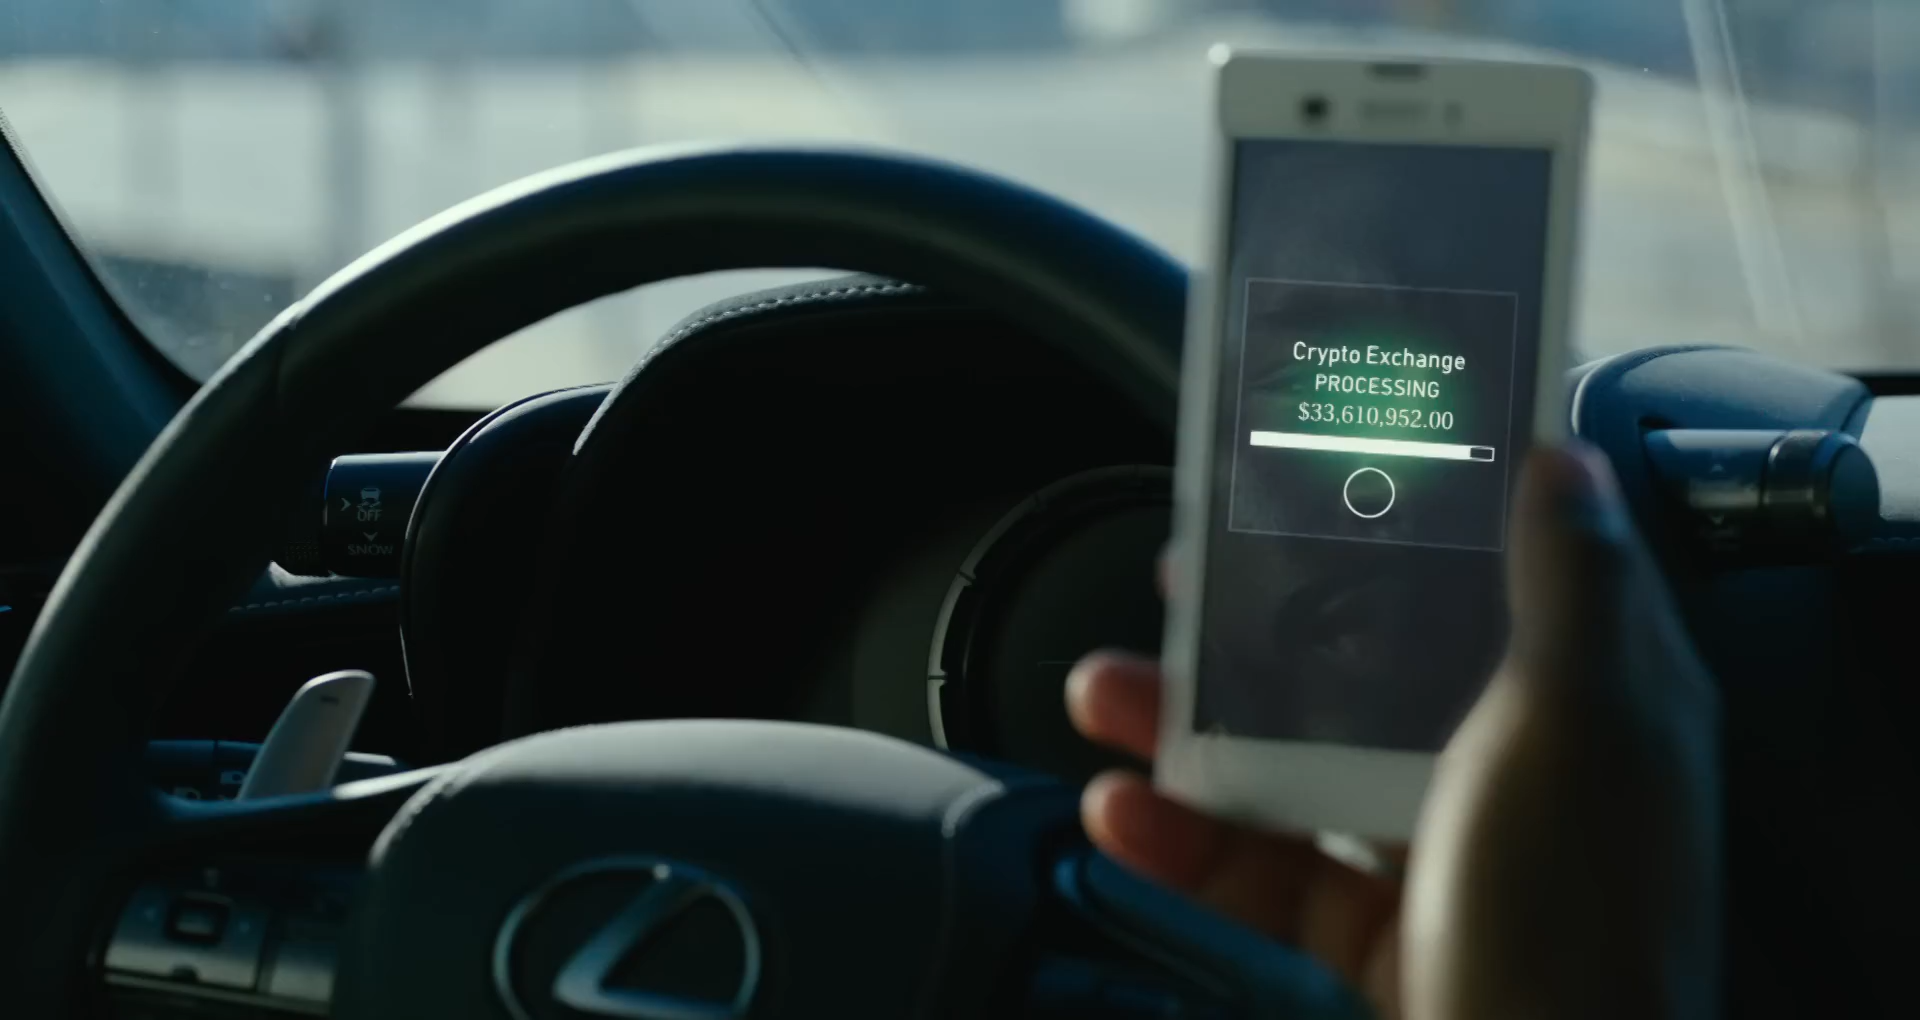 Crypto Exchange
PROCESSING
$33,610,952.00
OFF
SNOW